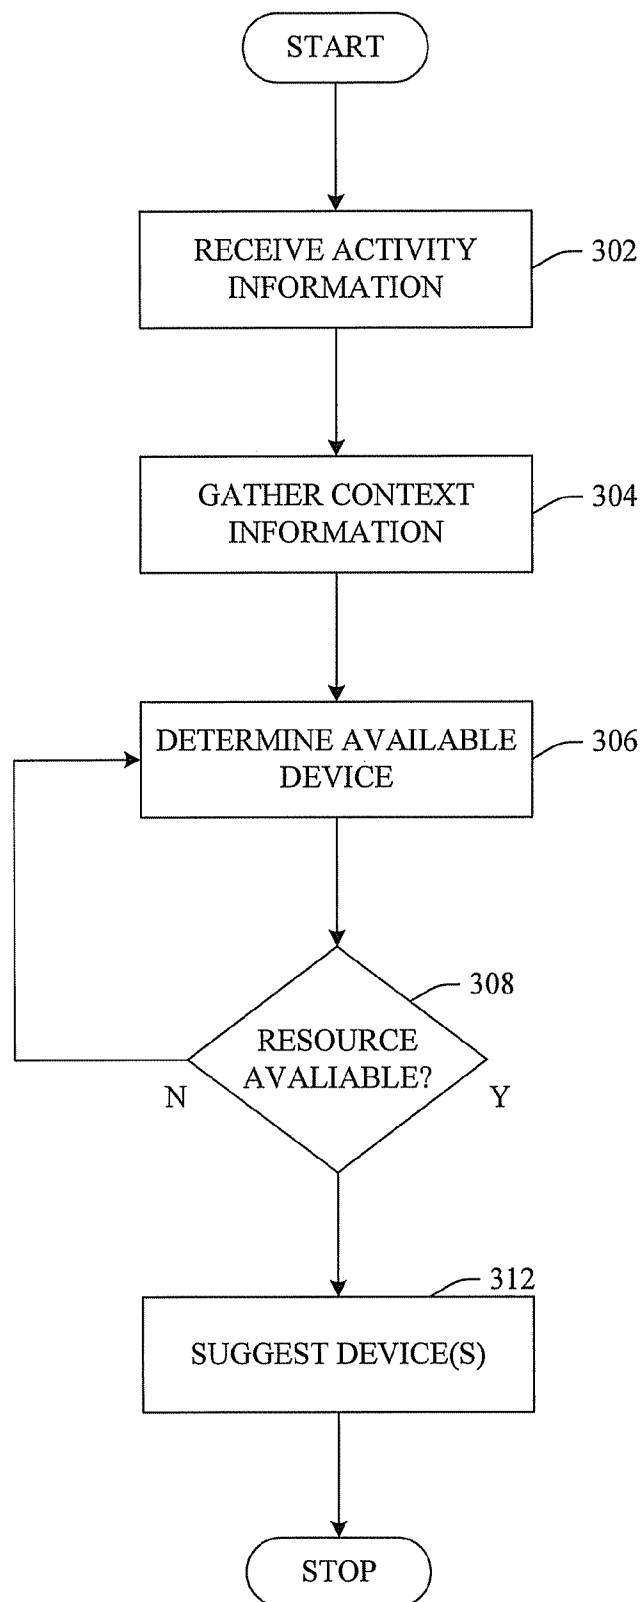 START
RECEIVE ACTIVITY
INFORMATION
302
GATHER CONTEXT
INFORMATION
304
DETERMINE AVAILABLE
DEVICE
306
308
RESOURCE
AVALIABLE?
N
Y
312
SUGGEST DEVICE(S)
STOP